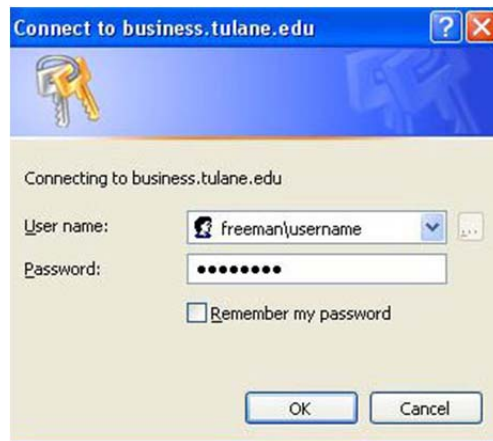 Connect to business.tulane.edu
Connecting to business.tulane.edu
User name: freeman\username
Password: ••••••••
Remember my password
OK Cancel